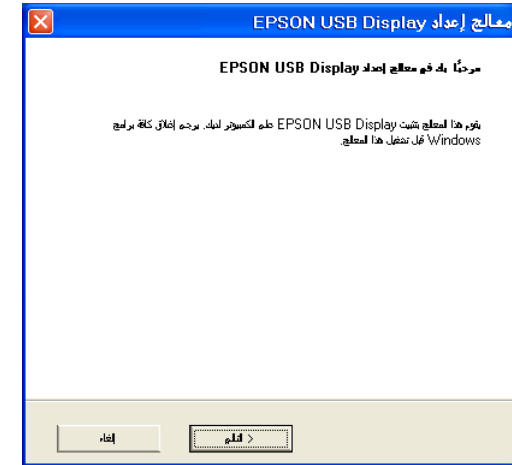 معالج إعداد EPSON USB Display
مرحبًا بك في معالج إعداد EPSON USB Display
يقوم هذا المعالج بتثبيت EPSON USB Display على الكمبيوتر لديك. يرجى إغلاق كافة برامج
Windows قبل تشغيل هذا المعالج.
التالي >
إلغاء